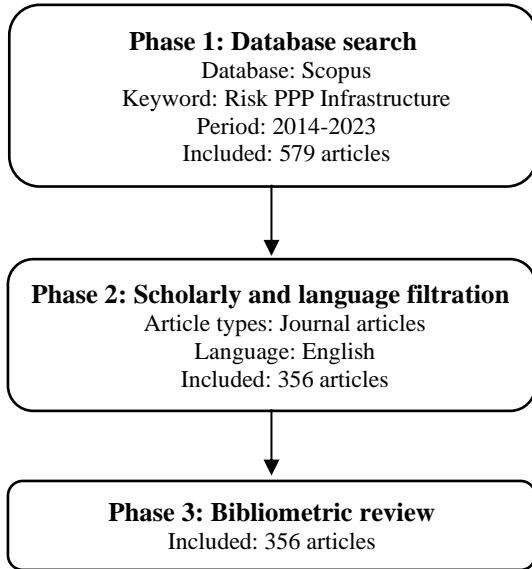 Phase 1: Database search
Database: Scopus
Keyword: Risk PPP Infrastructure
Period: 2014-2023
Included: 579 articles
Phase 2: Scholarly and language filtration
Article types: Journal articles
Language: English
Included: 356 articles
Phase 3: Bibliometric review
Included: 356 articles